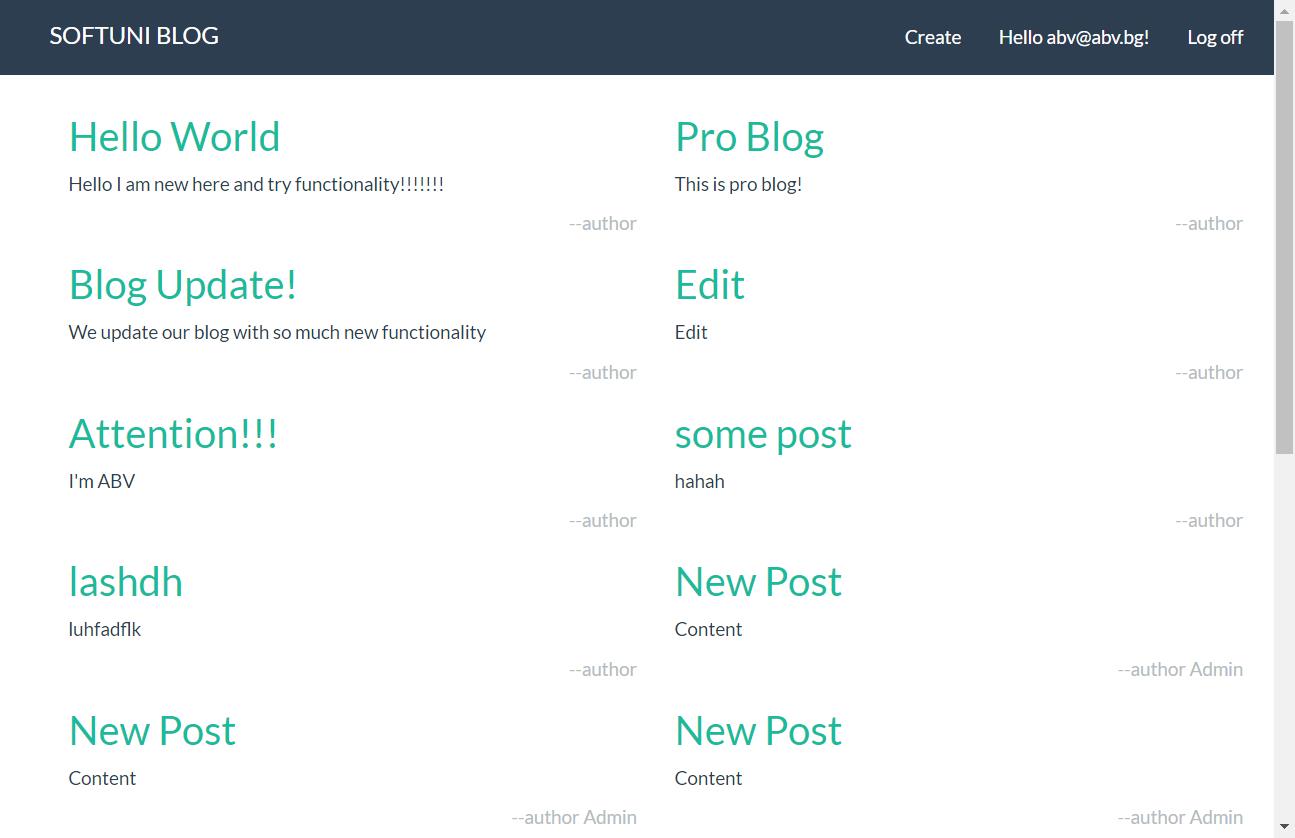 SOFTUNI BLOG
Create
Hello abv@abv.bg!
Log off
Hello World
Hello I am new here and try functionality!!!!!!!
--author
Pro Blog
This is pro blog!
--author
Blog Update!
We update our blog with so much new functionality
--author
Edit
Edit
--author
Attention!!!
I'm ABV
--author
some post
hahah
--author
lashdh
luhfadflk
--author
New Post
Content
--author Admin
New Post
Content
--author Admin
New Post
Content
--author Admin